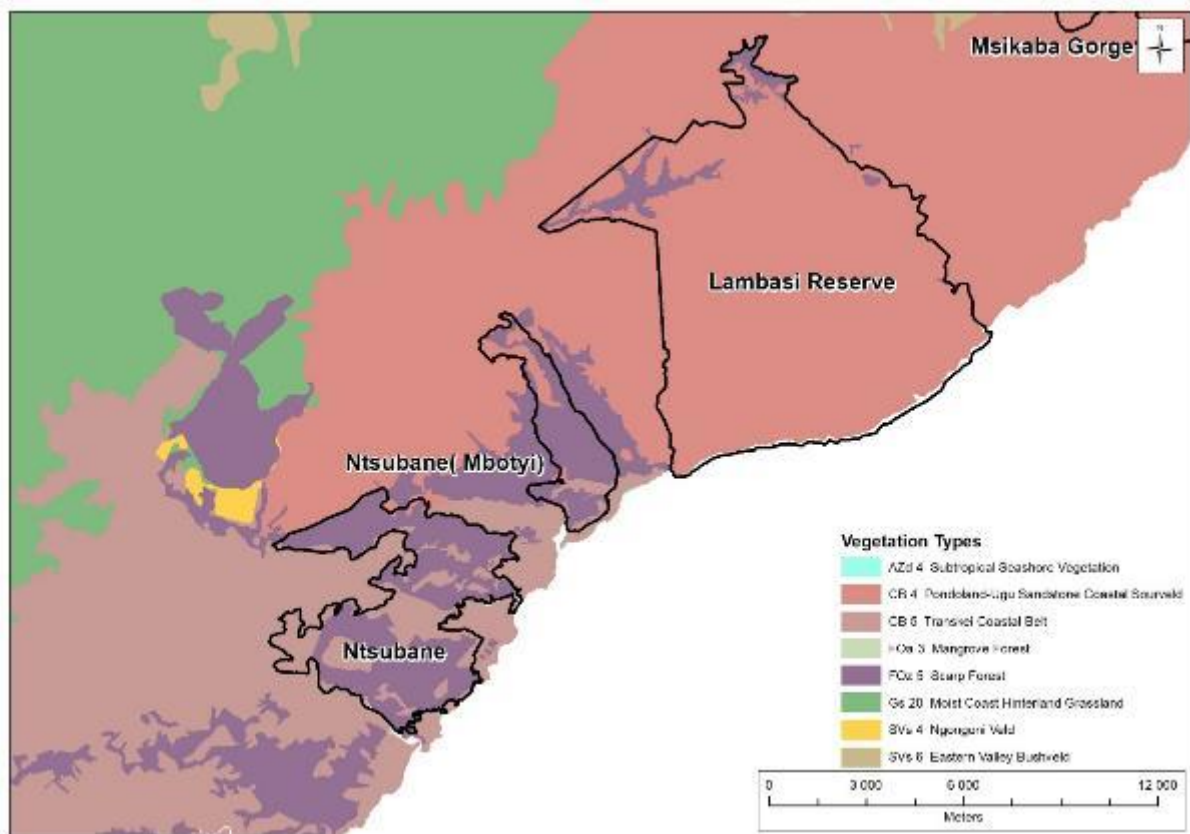 Msikaba Gorge
N
Lambasi Reserve
Ntsubane( Mbotyi)
Ntsubane
Vegetation Types
AZd 4 Subtropical Seashore Vegetation
CB 4 Pondoland-Ugu Sandstone Coastal Sourveld
CB 5 Transkei Coastal Belt
FOa 3 Mangrove Forest
FOz 5 Scarp Forest
Gs 20 Moist Coast Hinterland Grassland
SVs 4 Ngongoni Veld
SVs 6 Eastern Valley Bushveld
0 3 000 6 000 12 000
Meters